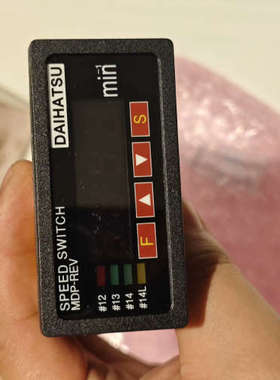 SPEED SWITCH
MDP-REV
DAIHATSU
min⁻¹
#12
#13
#14
#14L
F
▲
▼
S